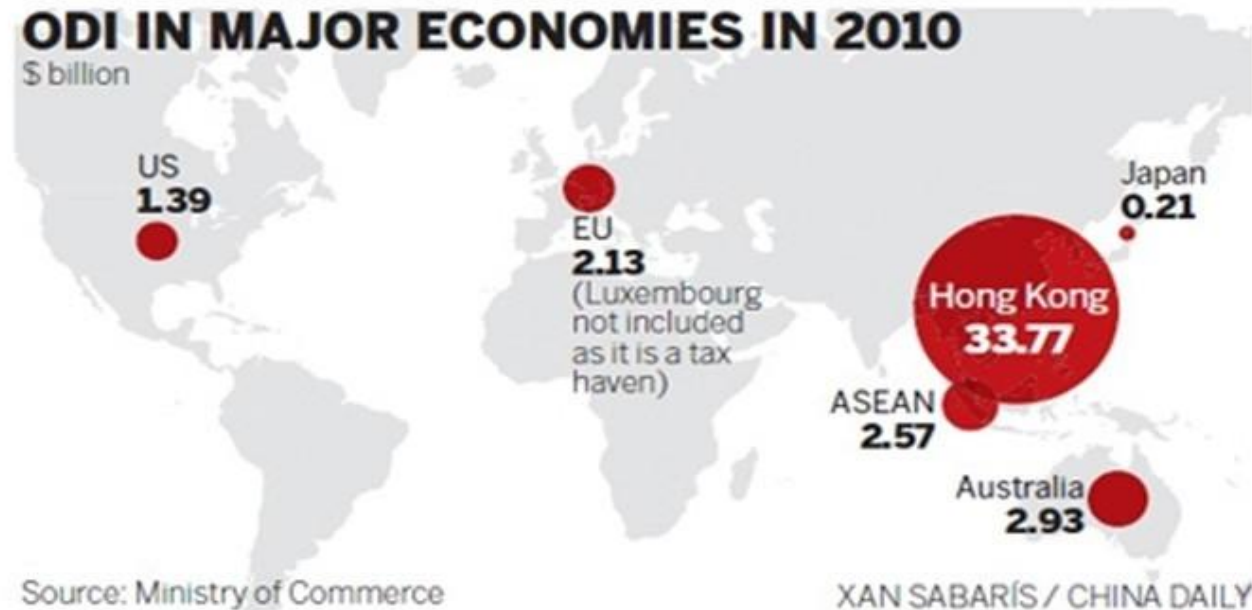 ODI IN MAJOR ECONOMIES IN 2010
$ billion
US
1.39
EU
2.13
(Luxembourg
not included
as it is a tax
haven)
Japan
0.21
Hong Kong
33.77
ASEAN
2.57
Australia
2.93
Source: Ministry of Commerce
XAN SABARÍS / CHINA DAILY